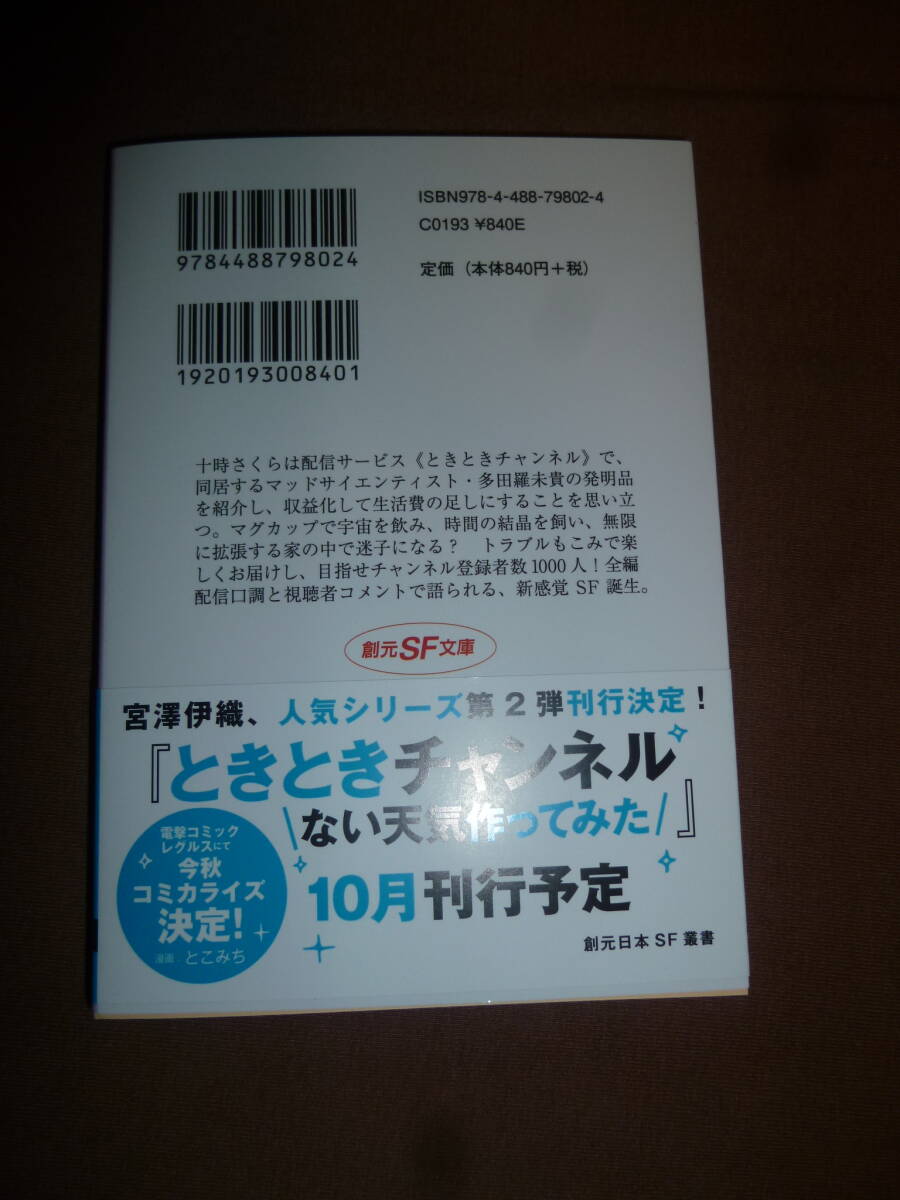 ISBN978-4-488-79802-4
C0193 ¥840E
定価（本体840円＋税）
9784488798024
1920193008401
十時さくらは配信サービス《ときときチャンネル》で、
同居するマッドサイエンティスト・多田羅未貴の発明品
を紹介し、収益化して生活費の足しにすることを思い立
つ。マグカップで宇宙を飲み、時間の結晶を飼い、無限
に拡張する家の中で迷子になる？　トラブルもこみで楽
しくお届けし、目指せチャンネル登録者数1000人！全編
配信口調と視聴者コメントで語られる、新感覚 SF 誕生。
創元SF文庫
宮澤伊織、人気シリーズ第２弾刊行決定！
『ときときチャンネル
ない天気作ってみた』
10月刊行予定
電撃コミック
レグルスにて
今秋
コミカライズ
決定！
漫画：とこみち
創元日本 SF 叢書